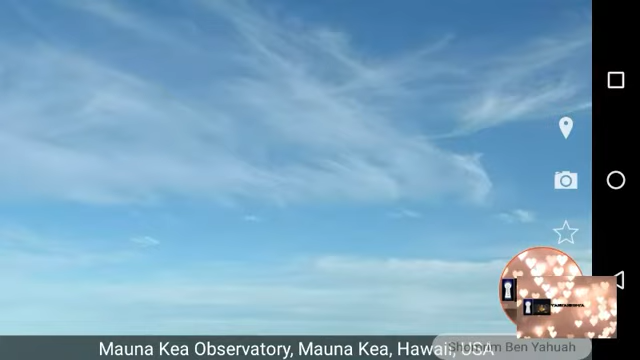 Mauna Kea Observatory, Mauna Kea, Hawaii, USA
Shalom Ben Yahuah